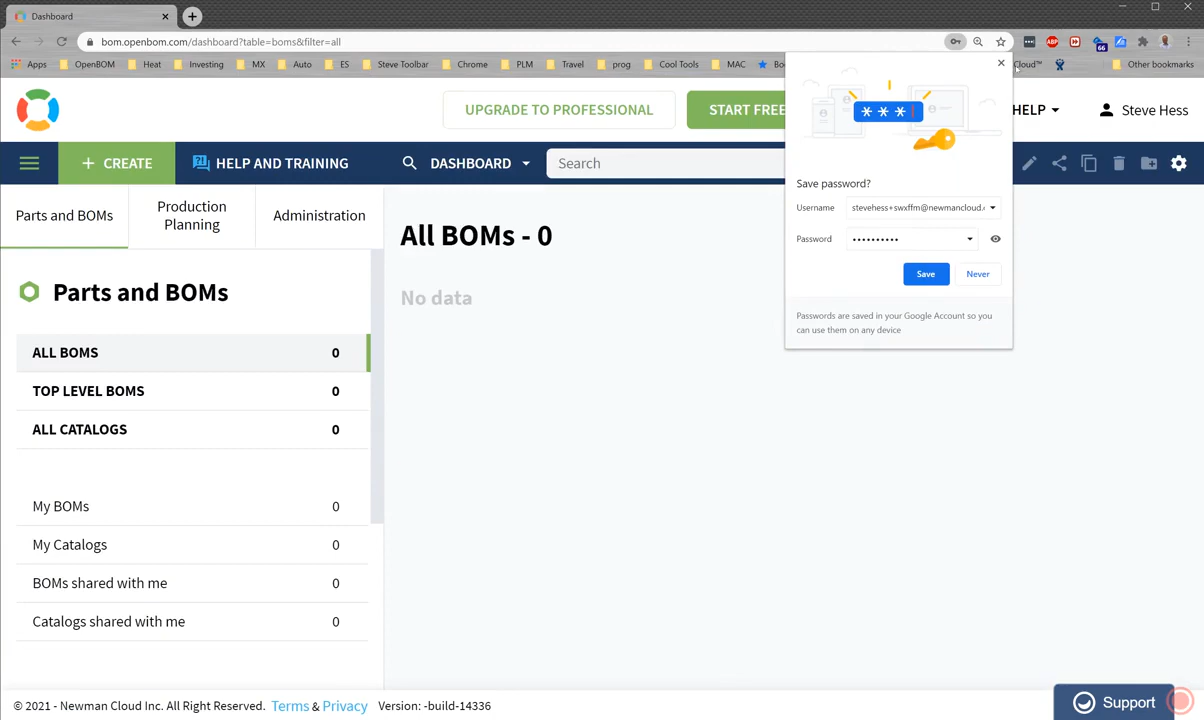 Dashboard
bom.openbom.com/dashboard?table=boms&filter=all
Apps OpenBOM Heat Investing MX Auto ES Steve Toolbar Chrome PLM Travel prog Cool Tools MAC Cloud™ Other bookmarks
66
ABP
UPGRADE TO PROFESSIONAL
START FREE
HELP
Steve Hess
CREATE
HELP AND TRAINING
DASHBOARD
Search
Parts and BOMs
Production
Planning
Administration
Parts and BOMs
ALL BOMS 0
TOP LEVEL BOMS 0
ALL CATALOGS 0
My BOMs 0
My Catalogs 0
BOMs shared with me 0
Catalogs shared with me 0
All BOMs - 0
No data
Save password?
Username stevehess+swxffm@newmancloud.
Password ••••••••••
Save Never
Passwords are saved in your Google Account so you
can use them on any device
© 2021 - Newman Cloud Inc. All Right Reserved. Terms & Privacy Version: -build-14336
Support